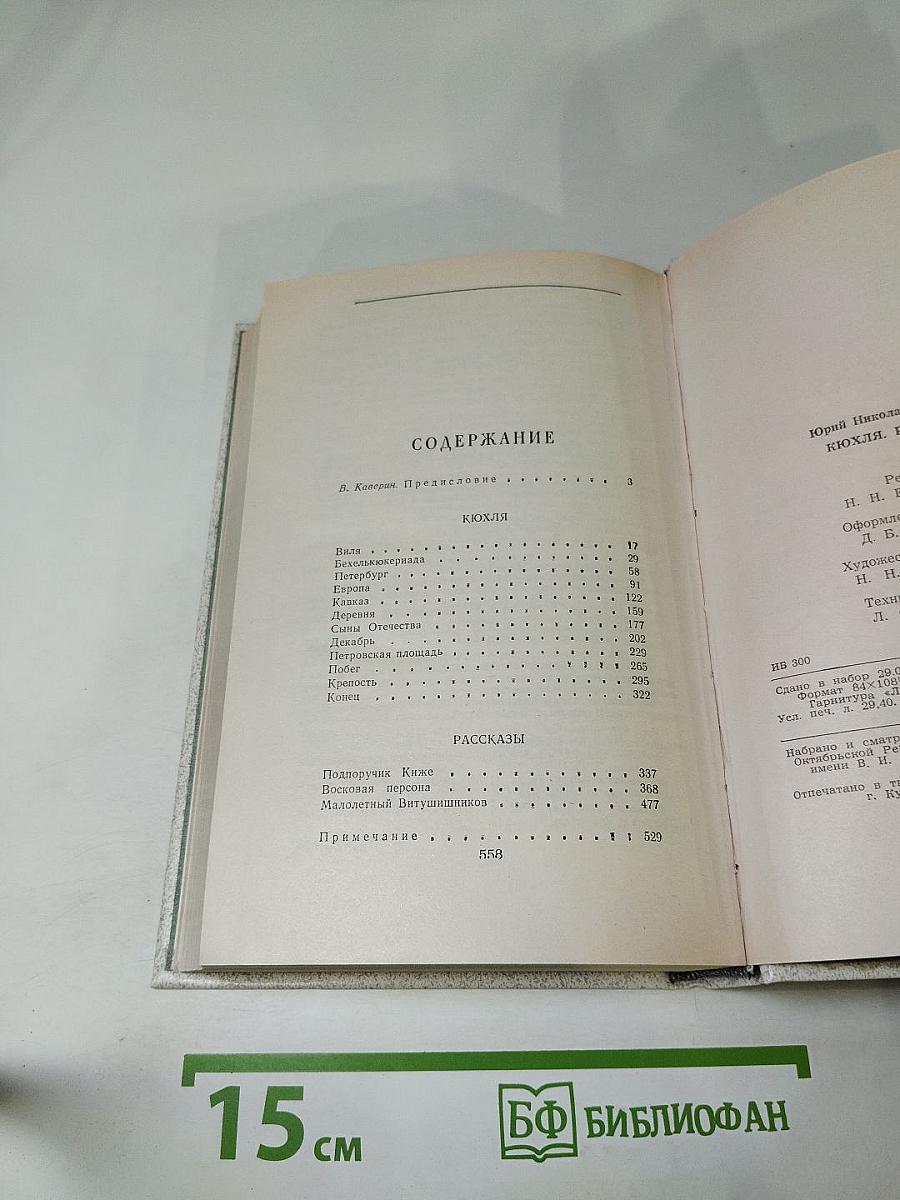 СОДЕРЖАНИЕ
В. Каверин. Предисловие . . . . . . . . 3
КЮХЛЯ
Виля . . . . . . . . . . . . 17
Бехелькюкериада . . . . . . . . . 29
Петербург . . . . . . . . . . . 58
Европа . . . . . . . . . . . . 91
Кавказ . . . . . . . . . . . . 122
Деревня . . . . . . . . . . . . 159
Сыны Отечества . . . . . . . . . . 177
Декабрь . . . . . . . . . . . . 202
Петровская площадь . . . . . . . . . 229
Побег . . . . . . . . . . . . 265
Крепость . . . . . . . . . . . . 295
Конец . . . . . . . . . . . . 322
РАССКАЗЫ
Подпоручик Киже . . . . . . . . . 337
Восковая персона . . . . . . . . . 368
Малолетный Витушишников . . . . . . . 477
Примечание . . . . . . . . . . . 529
558
Юрий Никола
КЮХЛЯ.
Н. Н.
Оформле
Д. Б.
Художес
Н. Н.
Техн
Л.
ИБ 300
Сдано в набор 29.0
Формат 84×108
Гарнитура «Л
Усл. печ. л. 29,40.
Набрано и сматр
Октябрьской Ре
имени В. И.
Отпечатано в т
г. Ку
15 см
БФ БИБЛИОФАН